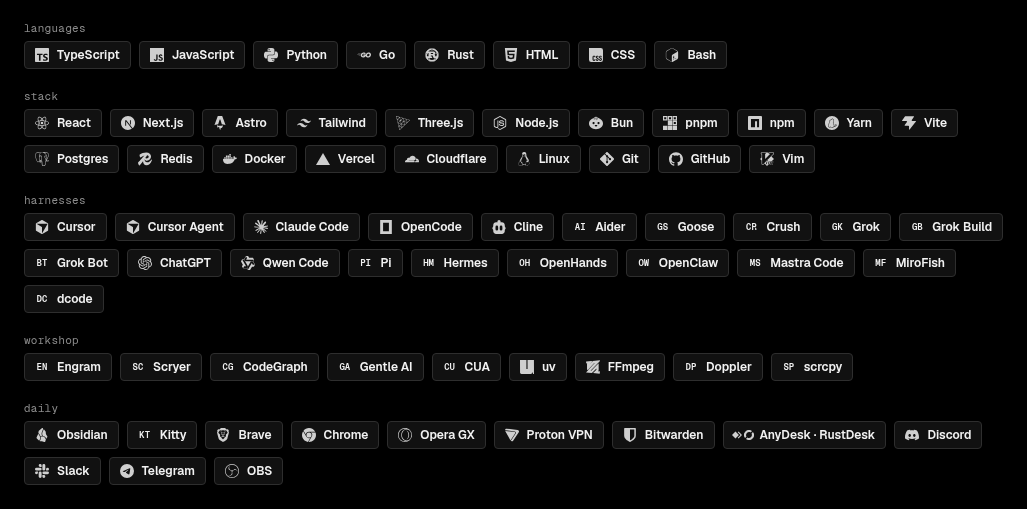 languages
TS TypeScript JS JavaScript Python GO Go Rust 5 HTML CSS CSS Bash
stack
React N Next.js Astro Tailwind Three.js JS Node.js Bun pnpm n npm Yarn Vite
Postgres Redis Docker Vercel Cloudflare Linux Git GitHub Vim Vim
harnesses
Cursor Cursor Agent Claude Code OpenCode Cline AI Aider GS Goose CR Crush GK Grok GB Grok Build
BT Grok Bot ChatGPT Qwen Code PI Pi HM Hermes OH OpenHands OW OpenClaw MS Mastra Code MF MiroFish
DC dcode
workshop
EN Engram SC Scryer CG CodeGraph GA Gentle AI CU CUA uv FFmpeg DP Doppler SP scrcpy
daily
Obsidian KT Kitty Brave Chrome Opera GX Proton VPN Bitwarden AnyDesk · RustDesk Discord
Slack Telegram OBS